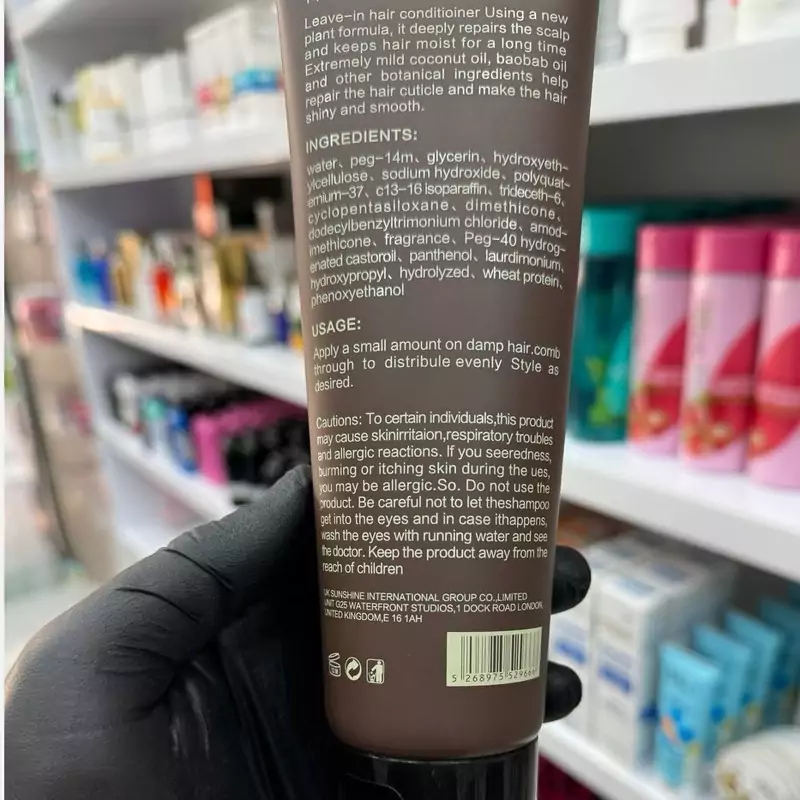 Leave-in hair conditioiner Using a new
plant formula, it deeply repairs the scalp
and keeps hair moist for a long time
Extremely mild coconut oil, baobab oil
and other botanical ingredients help
repair the hair cuticle and make the hair
shiny and smooth.
INGREDIENTS:
water、peg-14m、glycerin、hydroxyeth-
ylcellulose、sodium hydroxide、polyquat-
emium-37、c13-16 isoparaffin、trideceth-6、
cyclopentasiloxane、dimethicone、
dodecylbenzyltrimonium chloride、amod-
imethicone、fragrance、Peg-40 hydrog-
enated castoroil、panthenol、laurdimonium、
hydroxypropyl、hydrolyzed、wheat protein、
phenoxyethanol
USAGE:
Apply a small amount on damp hair.comb
through to distribule evenly Style as
desired.
Cautions: To certain individuals,this product
may cause skinirritaion,respiratory troubles
and allergic reactions. If you seeredness,
burming or itching skin during the ues,
you may be allergic.So. Do not use the
product. Be careful not to let theshampoo
get into the eyes and in case ithappens,
wash the eyes with running water and see
the doctor. Keep the product away from the
reach of children
UK SUNSHINE INTERNATIONAL GROUP CO.,LIMITED
UNIT G25 WATERFRONT STUDIOS,1 DOCK ROAD LONDON,
UNITED KINGDOM,E 16 1AH
5 268975 52966